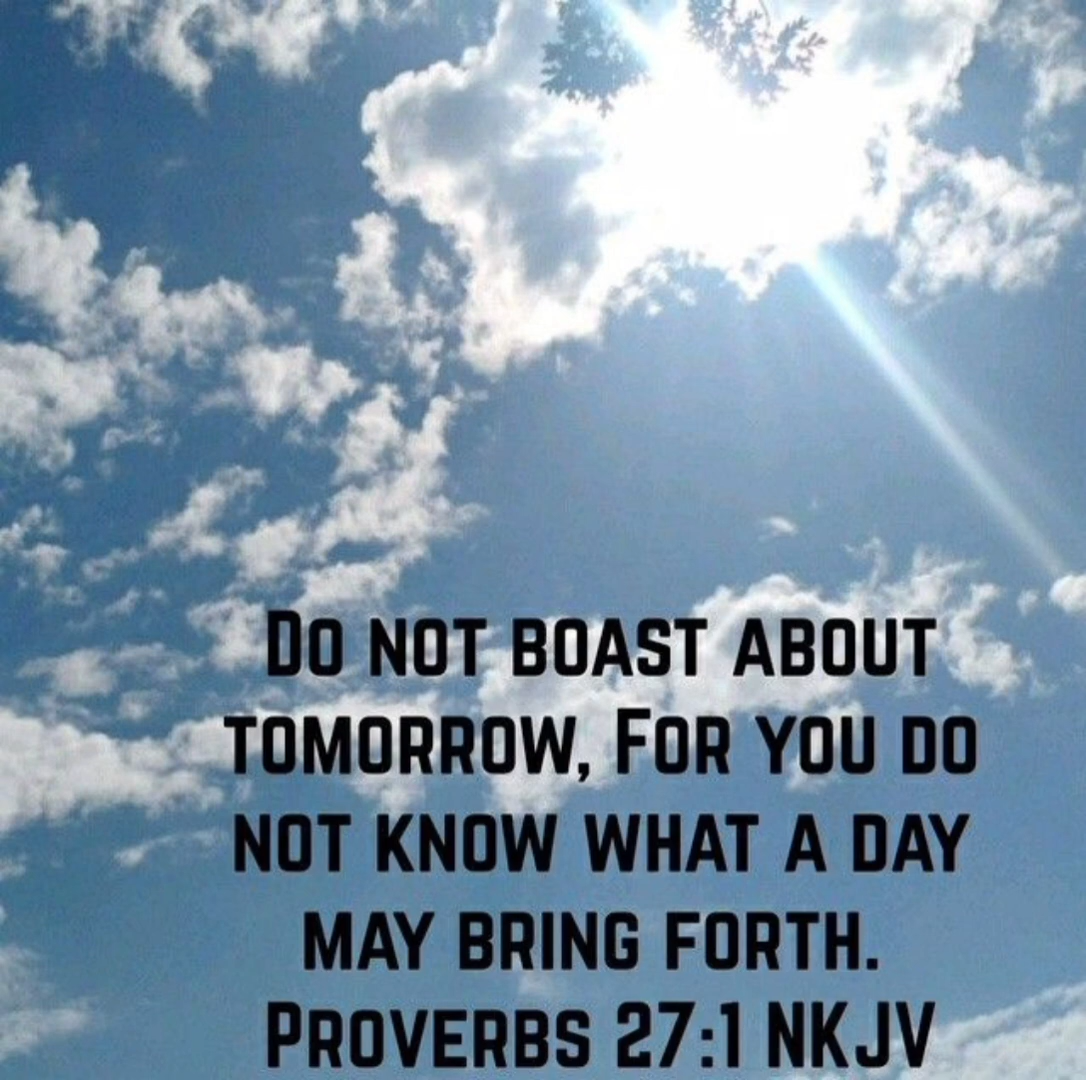 Do not boast about
tomorrow, For you do
not know what a day
may bring forth.
Proverbs 27:1 NKJV